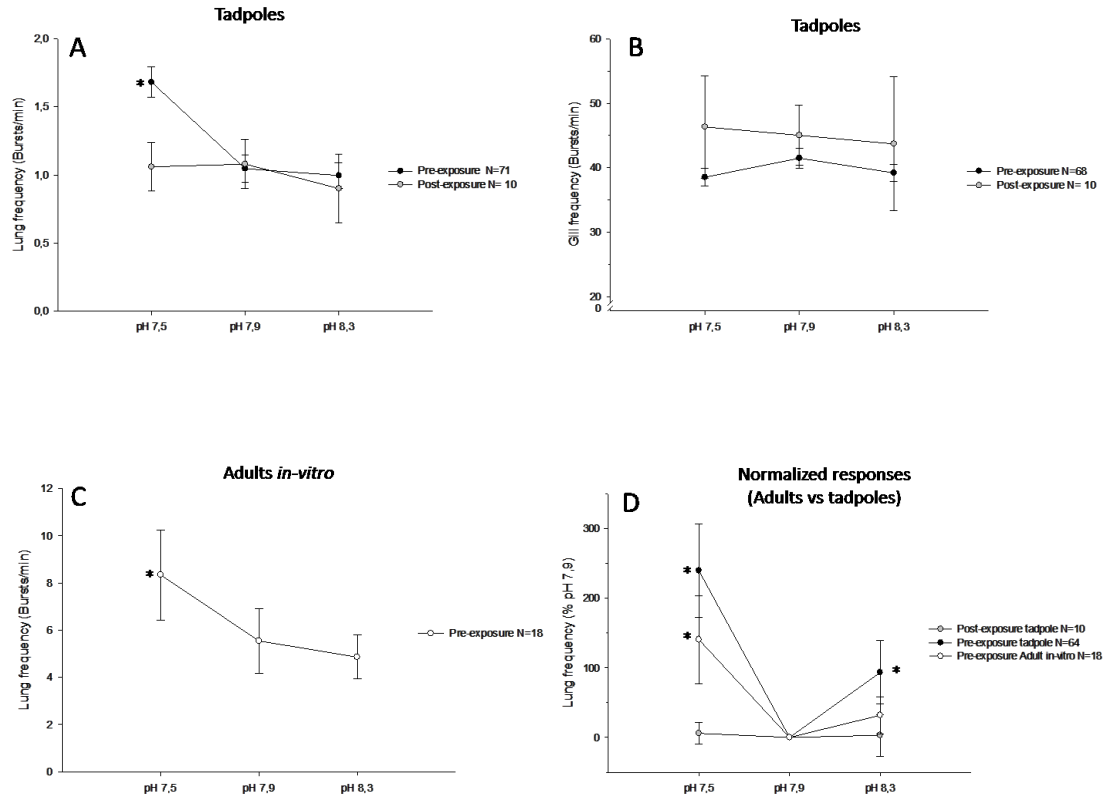 Tadpoles
A
Lung frequency (Bursts/min)
2,0
1,5
1,0
0,5
0,0
*
pH 7,5
pH 7,9
pH 8,3
Pre-exposure N=71
Post-exposure N= 10
Tadpoles
B
Gill frequency (Bursts/min)
60
50
40
30
20
0
pH 7,5
pH 7,9
pH 8,3
Pre-exposure N=68
Post-exposure N= 10
Adults in-vitro
C
Lung frequency (Bursts/min)
12
10
8
6
4
2
0
*
pH 7,5
pH 7,9
pH 8,3
Pre-exposure N=18
Normalized responses
(Adults vs tadpoles)
D
Lung frequency (% pH 7,9)
300
200
100
0
*
*
*
pH 7,5
pH 7,9
pH 8,3
Post-exposure tadpole N=10
Pre-exposure tadpole N=64
Pre-exposure Adult in-vitro N=18